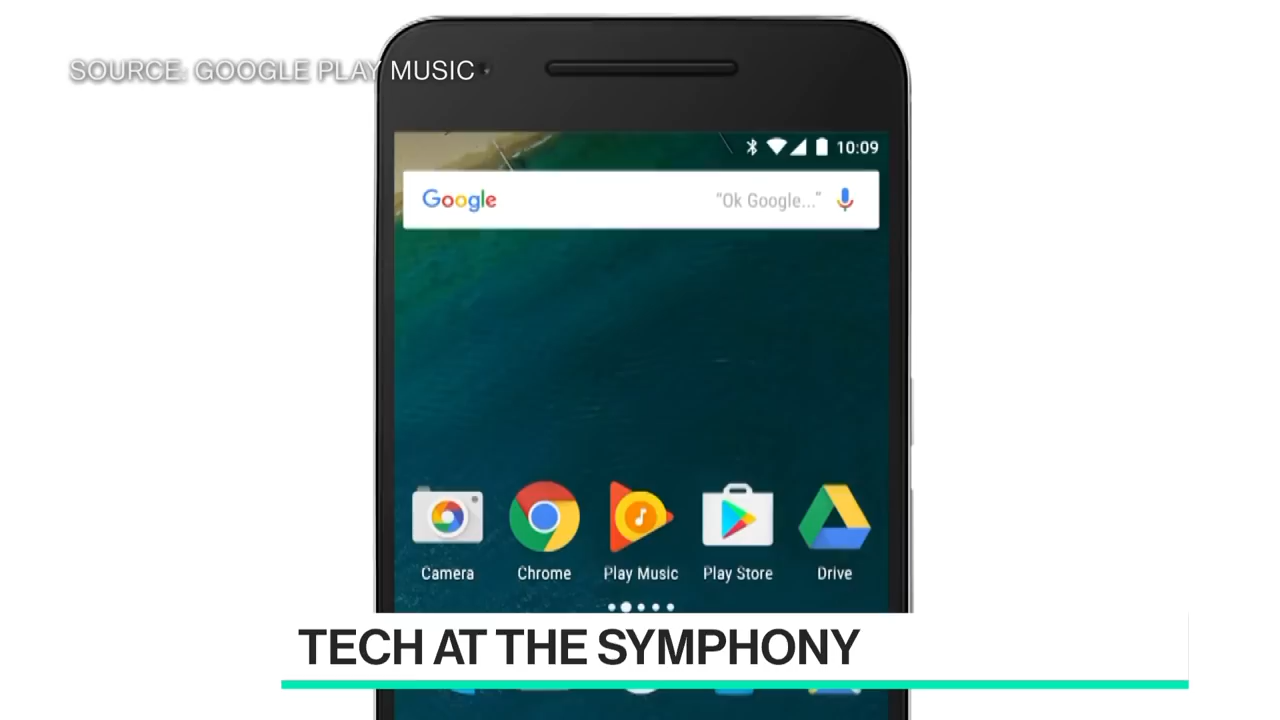 SOURCE: GOOGLE PLAY MUSIC
10:09
Google "Ok Google..."
Camera Chrome Play Music Play Store Drive
TECH AT THE SYMPHONY